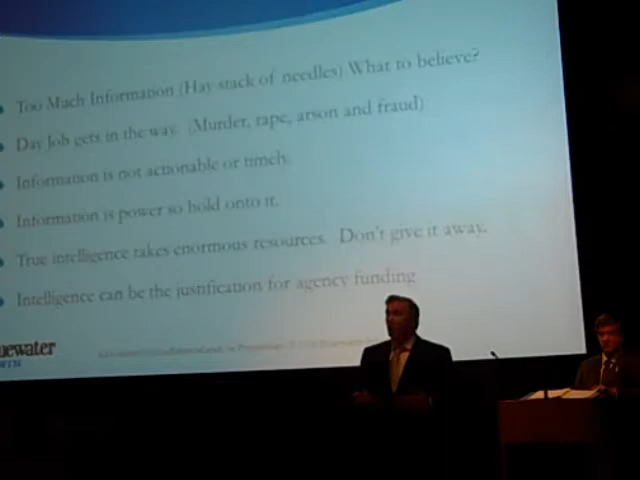 Too Much Information (Hay stack of needles) What to believe?
Day Job gets in the way. (Murder, rape, arson and fraud)
Information is not actionable or timely.
Information is power so hold onto it.
True intelligence takes enormous resources. Don't give it away.
Intelligence can be the justification for agency funding
uewater